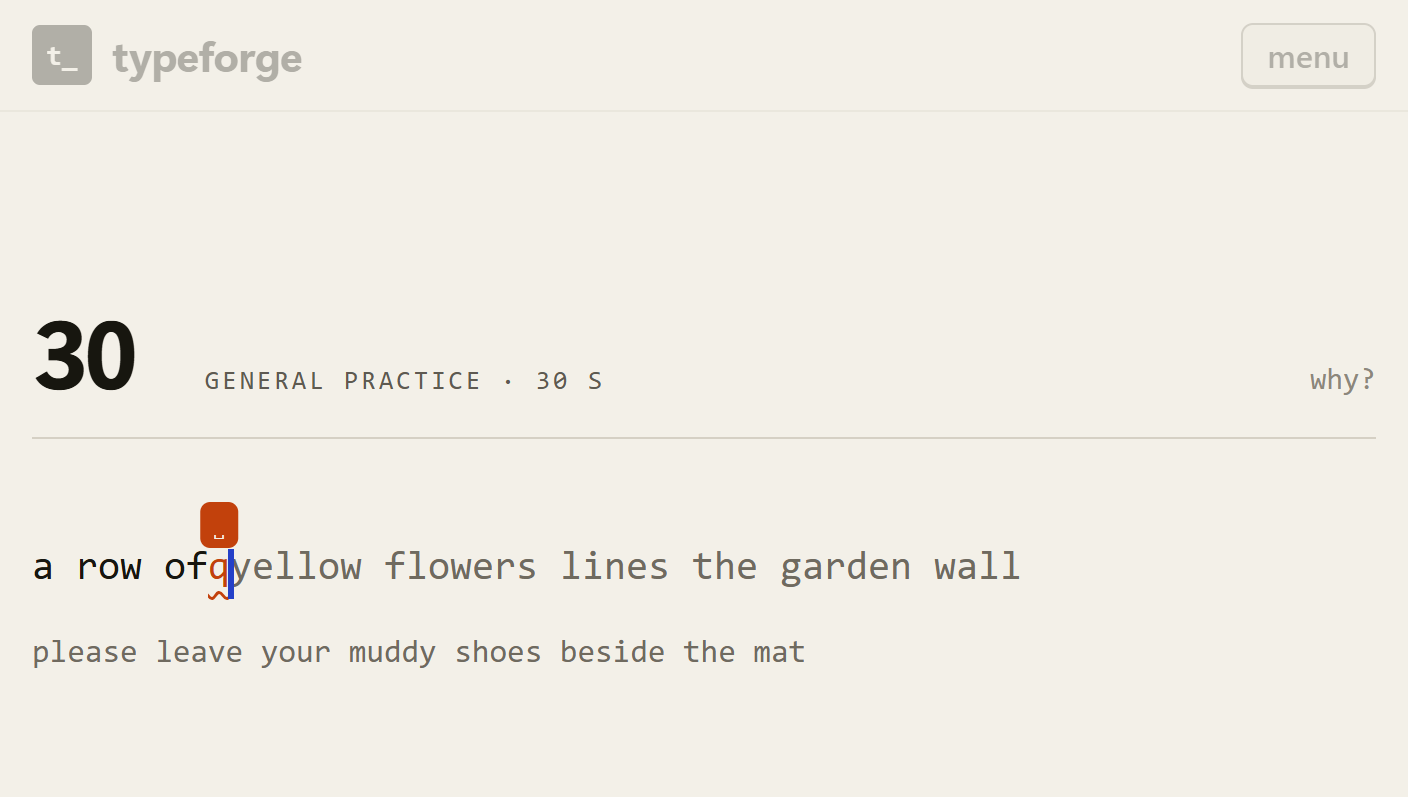 t_ typeforge menu
30 GENERAL PRACTICE · 30 S why?
␣
a row ofqyellow flowers lines the garden wall
please leave your muddy shoes beside the mat